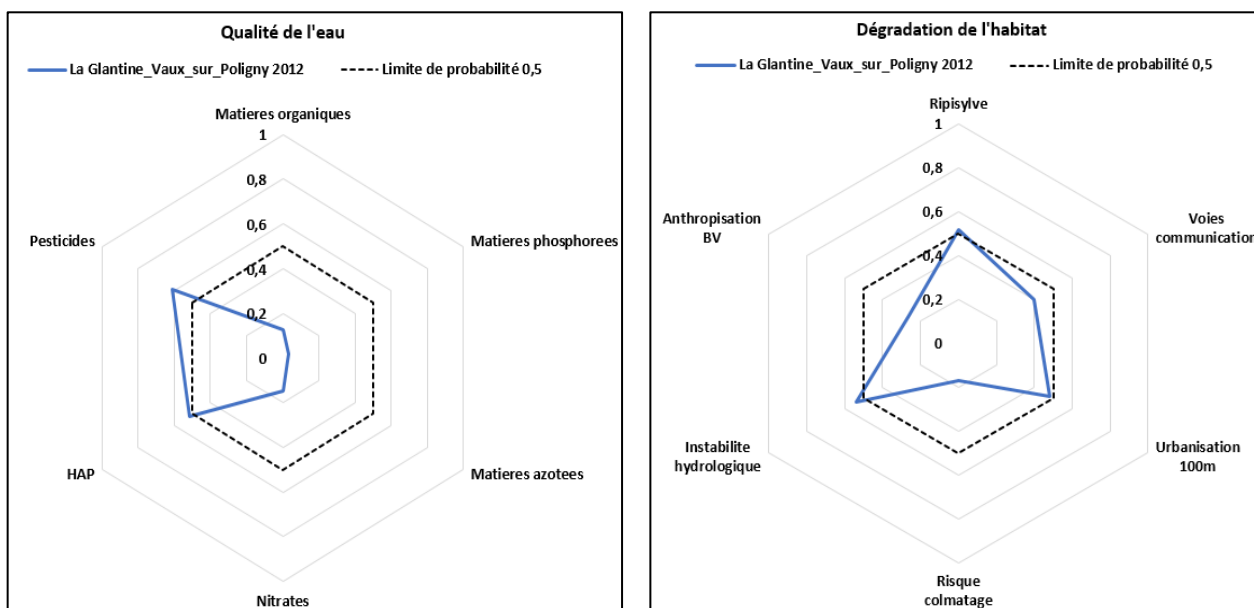 Qualité de l'eau
La Glantine_Vaux_sur_Poligny 2012
Limite de probabilité 0,5
Matieres organiques
1
0,8
0,6
0,4
0,2
0
Matieres phosphorees
Matieres azotees
Nitrates
HAP
Pesticides
Dégradation de l'habitat
La Glantine_Vaux_sur_Poligny 2012
Limite de probabilité 0,5
Ripisylve
1
0,8
0,6
0,4
0,2
0
Voies
communication
Urbanisation
100m
Risque
colmatage
Instabilite
hydrologique
Anthropisation
BV